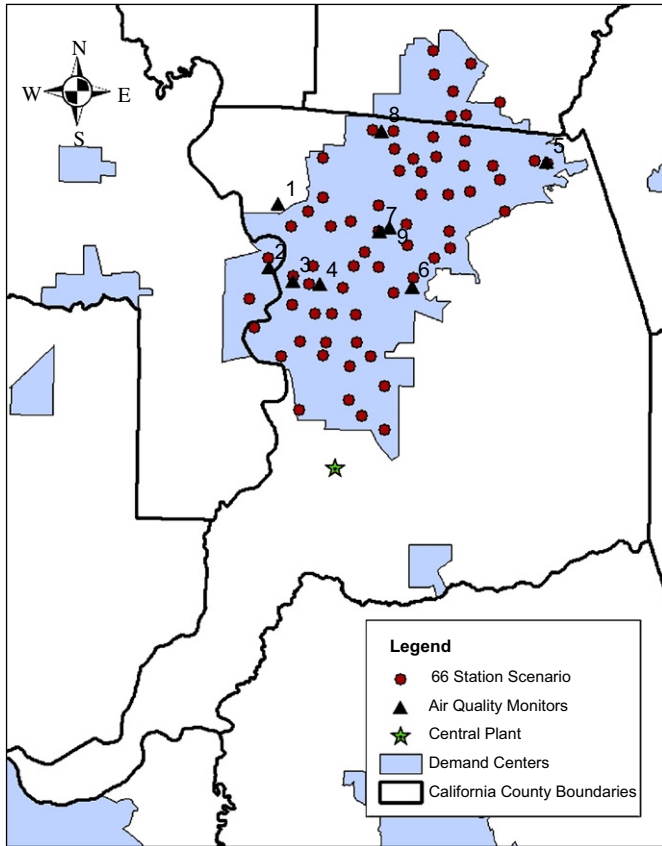 N
W E
S
8
5
1
7
9
2
3
4
6
Legend
66 Station Scenario
Air Quality Monitors
Central Plant
Demand Centers
California County Boundaries